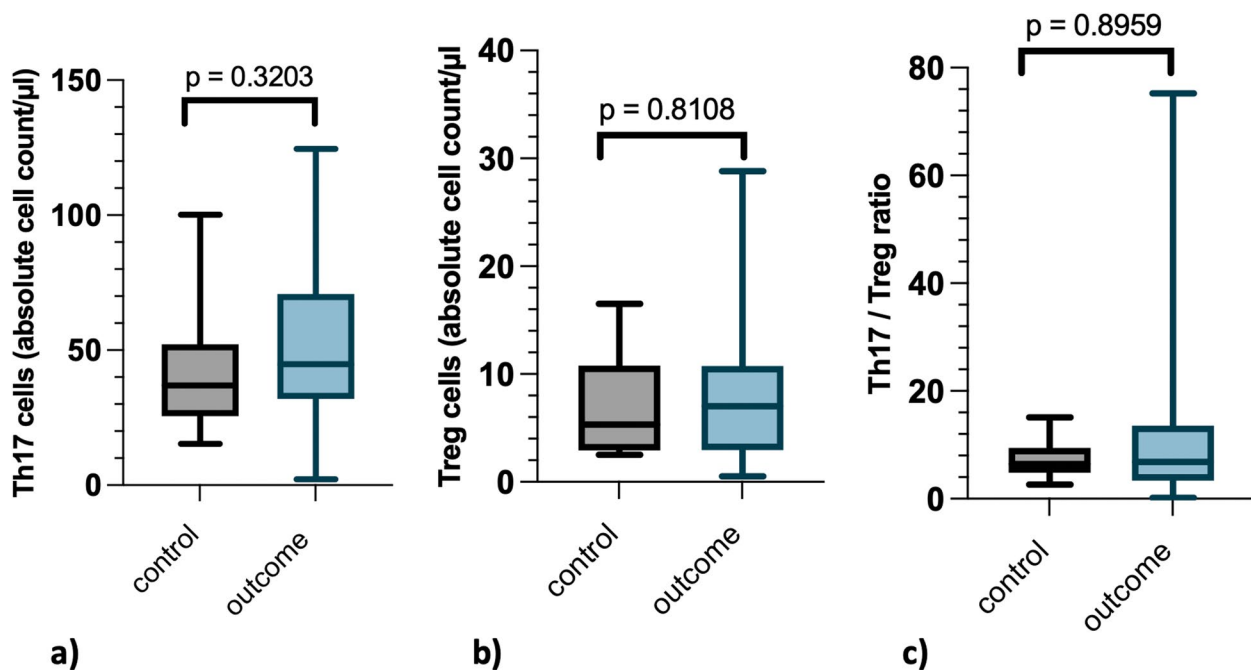 Th17 cells (absolute cell count/µl)
150
100
50
0
p = 0.3203
control
outcome
a)
Treg cells (absolute cell count/µl
40
30
20
10
0
p = 0.8108
control
outcome
b)
Th17 / Treg ratio
80
60
40
20
0
p = 0.8959
control
outcome
c)